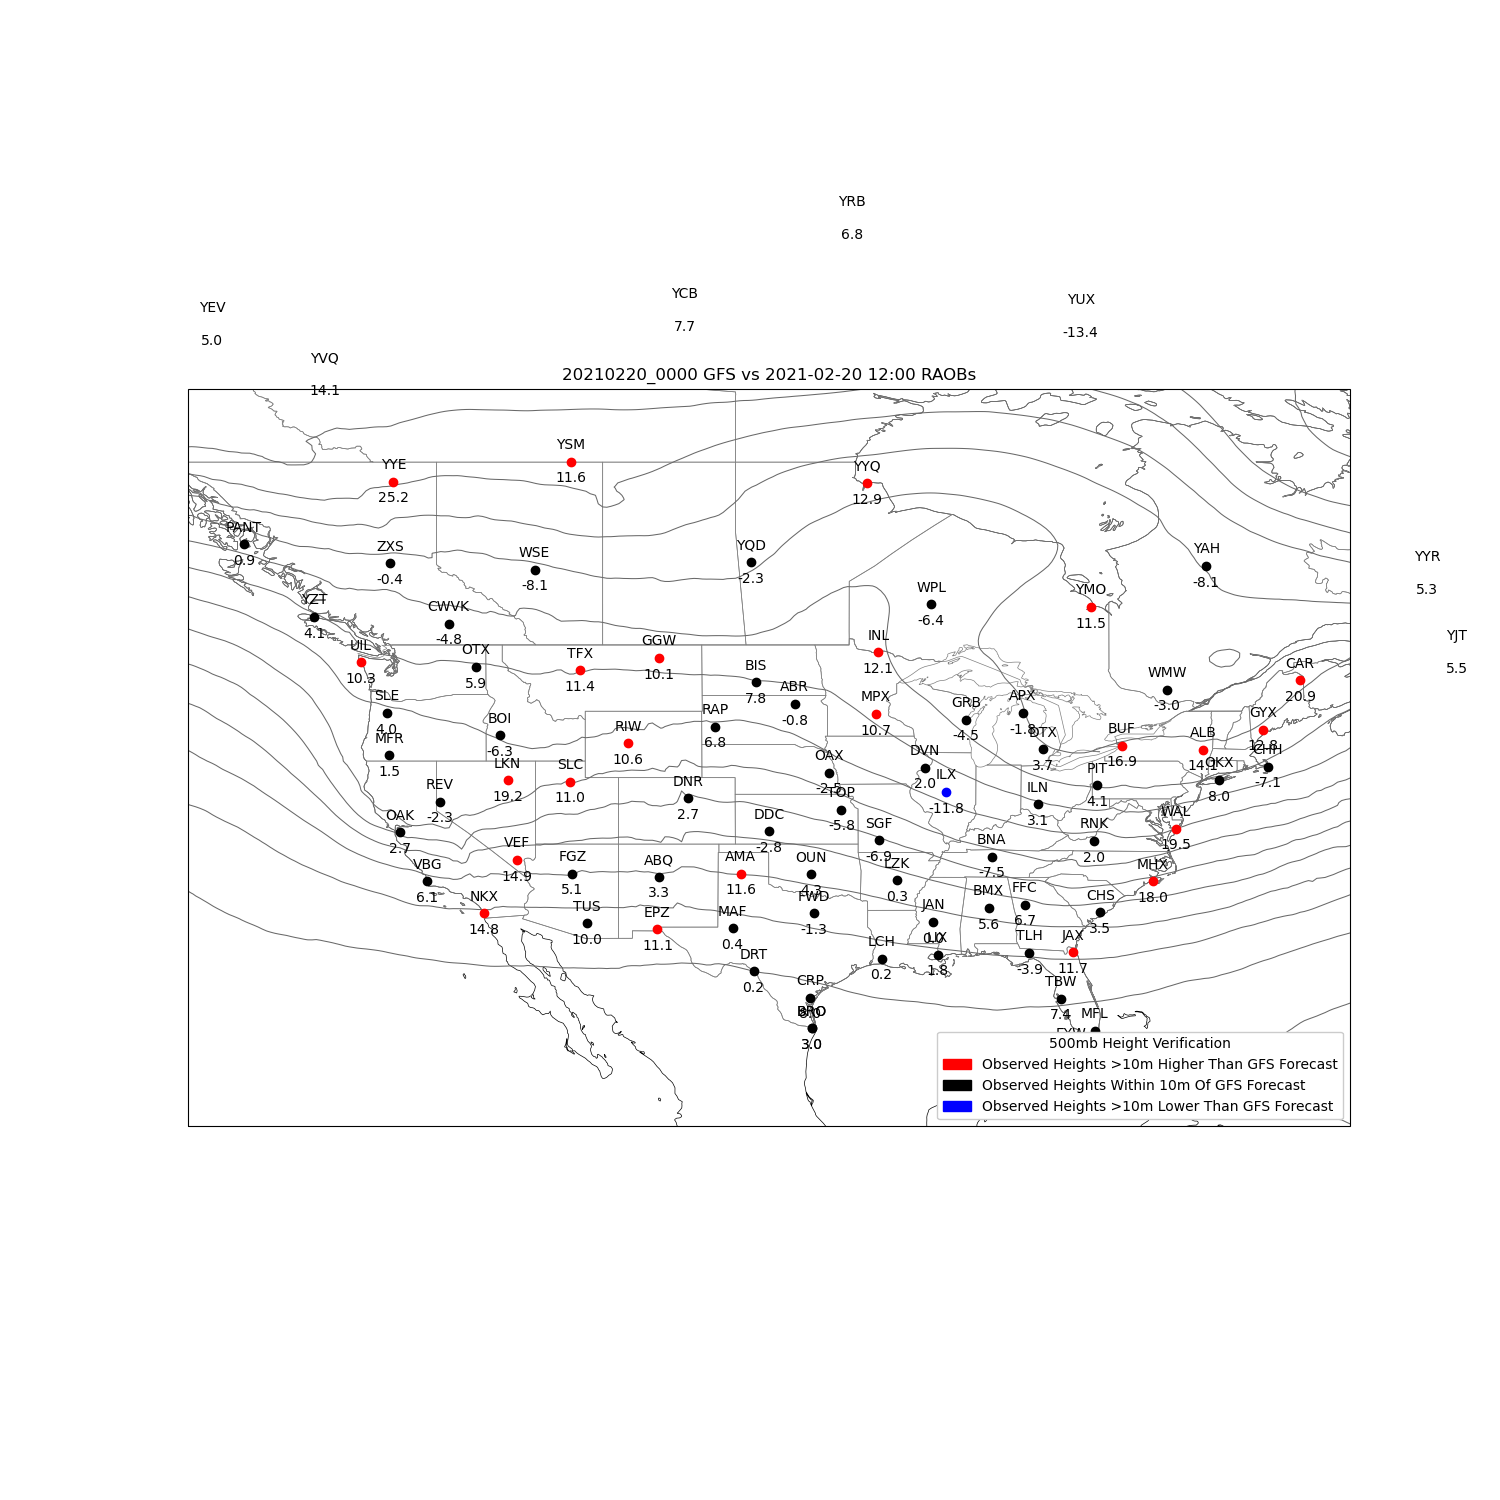 YRB
6.8
YCB
7.7
YUX
-13.4
YEV
5.0
YVQ
14.1
20210220_0000 GFS vs 2021-02-20 12:00 RAOBs
YSM
11.6
YYE
25.2
YYQ
12.9
PANT
0.9
ZXS
-0.4
WSE
-8.1
YQD
-2.3
YAH
-8.1
YYR
5.3
YZT
4.1
CWVK
-4.8
WPL
-6.4
YMO
11.5
YJT
5.5
UIL
10.3
OTX
5.9
TFX
11.4
GGW
10.1
INL
12.1
BIS
7.8
ABR
-0.8
WMW
-3.0
CAR
20.9
SLE
4.0
MFR
1.5
BOI
-6.3
RIW
10.6
RAP
6.8
MPX
10.7
GRB
-4.5
APX
-1.8
DTX
3.7
BUF
16.9
ALB
14.1
GYX
12.8
CHH
-7.1
OKX
8.0
LKN
19.2
SLC
11.0
REV
-2.3
DNR
2.7
OAX
-2.5
TOP
-5.8
DVN
2.0
ILX
-11.8
ILN
3.1
PIT
4.1
OAK
2.7
VEF
14.9
FGZ
5.1
ABQ
3.3
AMA
11.6
DDC
-2.8
OUN
4.3
SGF
-6.9
LZK
0.3
BNA
-7.5
RNK
2.0
WAL
19.5
MHX
18.0
VBG
6.1
NKX
14.8
TUS
10.0
EPZ
11.1
MAF
0.4
FWD
-1.3
JAN
0.0
BMX
5.6
FFC
6.7
CHS
3.5
DRT
0.2
LCH
0.2
LIX
1.8
TLH
-3.9
JAX
11.7
CRP
8.0
BRO
3.0
TBW
7.4
MFL
500mb Height Verification
Observed Heights >10m Higher Than GFS Forecast
Observed Heights Within 10m Of GFS Forecast
Observed Heights >10m Lower Than GFS Forecast